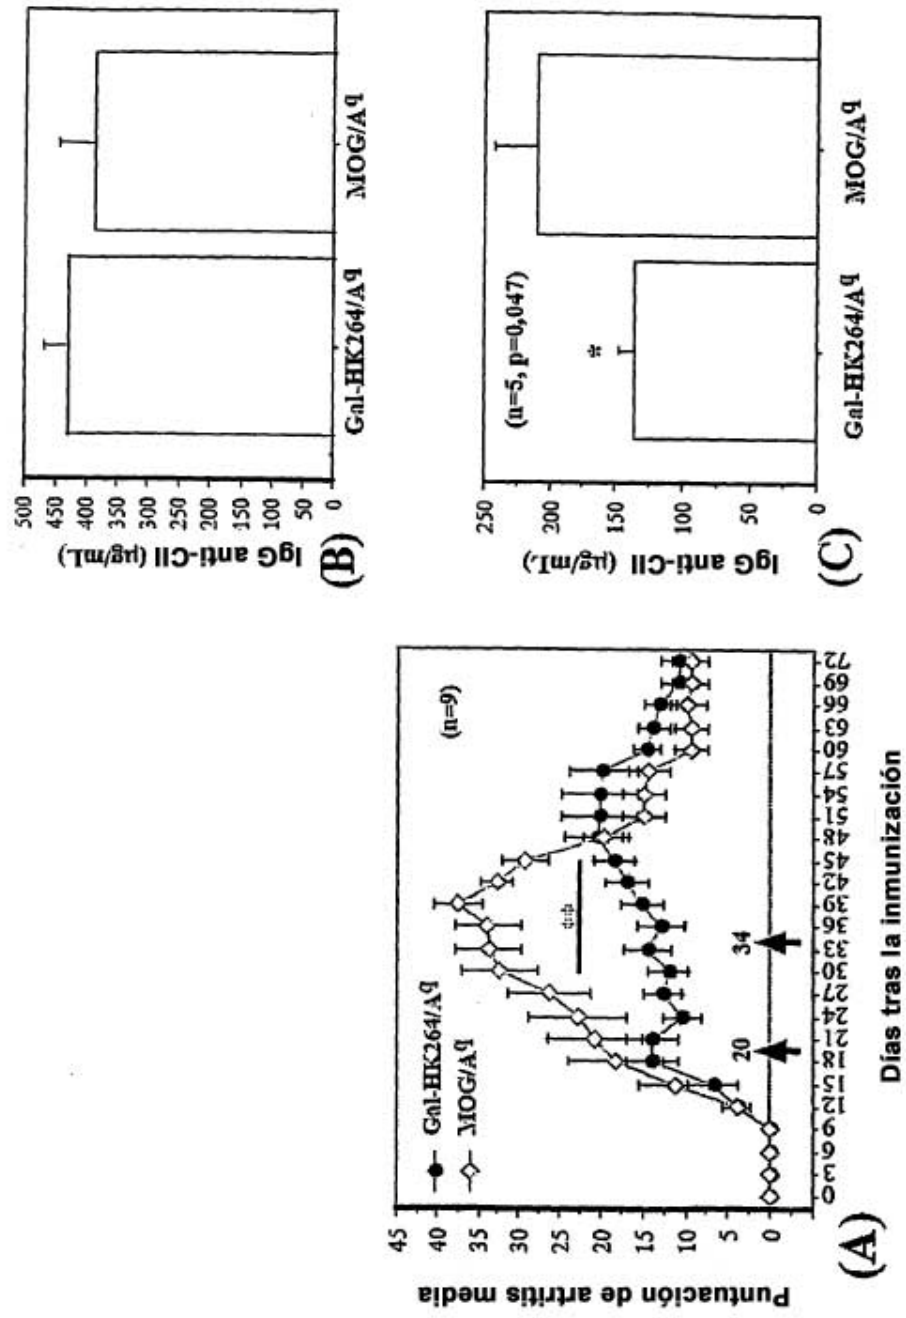 45
40
35
30
25
20
15
10
5
0
Puntuación de artritis media
Gal-HK264/Aq
MOG/Aq
(n=9)
**
20
34
0 3 6 9 12 15 18 21 24 27 30 33 36 39 42 45 48 51 54 57 60 63 66 69 72
Días tras la inmunización
(A)
500
450
400
350
300
250
200
150
100
50
0
IgG anti-CII (µg/mL)
Gal-HK264/Aq
MOG/Aq
(B)
250
200
150
100
50
0
IgG anti-CII (µg/mL)
(n=5, p=0,047)
*
Gal-HK264/Aq
MOG/Aq
(C)